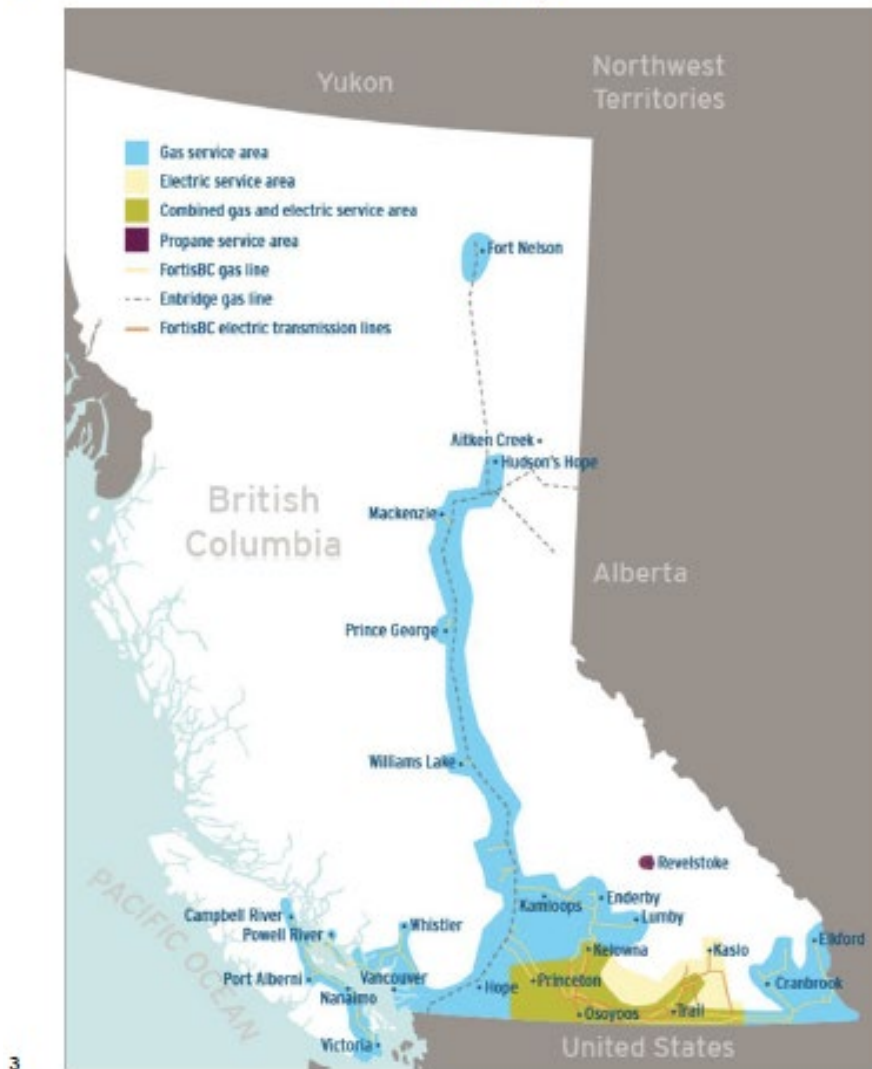 Yukon
Northwest
Territories
Gas service area
Electric service area
Combined gas and electric service area
Propane service area
FortisBC gas line
Enbridge gas line
FortisBC electric transmission lines
Fort Nelson
Aitken Creek
Hudson's Hope
British
Columbia
Mackenzie
Alberta
Prince George
Williams Lake
PACIFIC OCEAN
Revelstoke
Kamloops
Enderby
Lumby
Campbell River
Powell River
Whistler
Kelowna
Kaslo
Elkford
Port Alberni
Vancouver
Nanaimo
Hope
Princeton
Cranbrook
Osoyoos
Trail
Victoria
United States
3